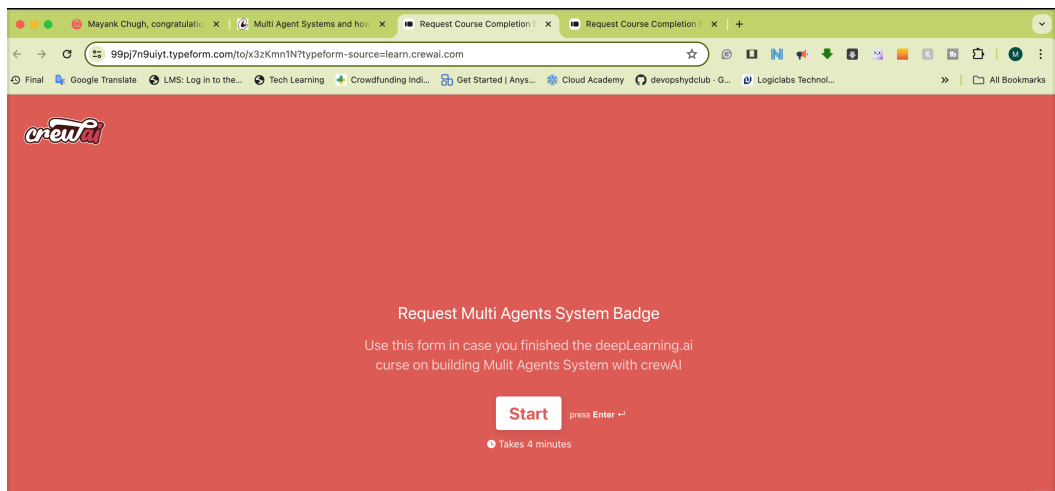 Mayank Chugh, congratulatio
Multi Agent Systems and how
Request Course Completion E
Request Course Completion E
99pj7n9uiyt.typeform.com/to/x3zKmn1N?typeform-source=learn.crewai.com
M
Final
Google Translate
LMS: Log in to the...
Tech Learning
Crowdfunding Indi...
Get Started | Anys...
Cloud Academy
devopshydclub - G...
Logiclabs Technol...
All Bookmarks
crewai
Request Multi Agents System Badge
Use this form in case you finished the deepLearning.ai
curse on building Mulit Agents System with crewAI
Start
press Enter ↵
Takes 4 minutes